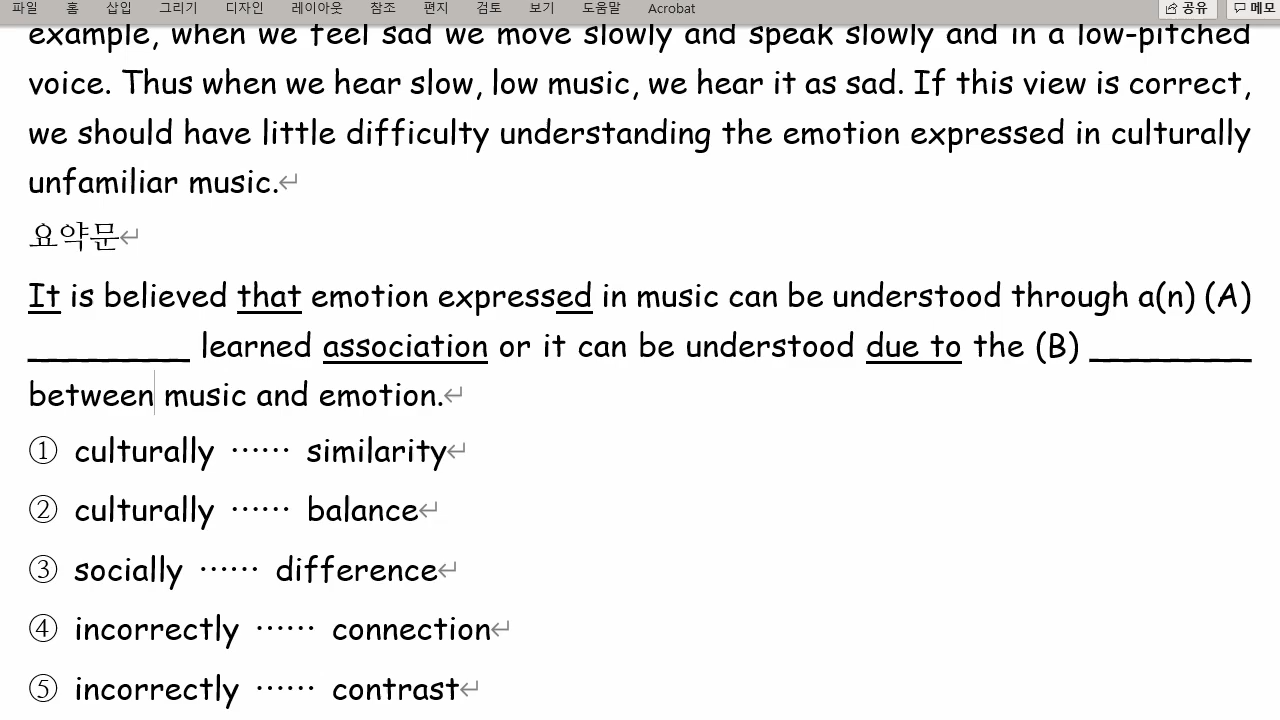 파일 홈 삽입 그리기 디자인 레이아웃 참조 편지 검토 보기 도움말 Acrobat 공유 메모
example, when we feel sad we move slowly and speak slowly and in a low-pitched
voice. Thus when we hear slow, low music, we hear it as sad. If this view is correct,
we should have little difficulty understanding the emotion expressed in culturally
unfamiliar music.
요약문
It is believed that emotion expressed in music can be understood through a(n) (A)
________ learned association or it can be understood due to the (B) ________
between music and emotion.
① culturally …… similarity
② culturally …… balance
③ socially …… difference
④ incorrectly …… connection
⑤ incorrectly …… contrast